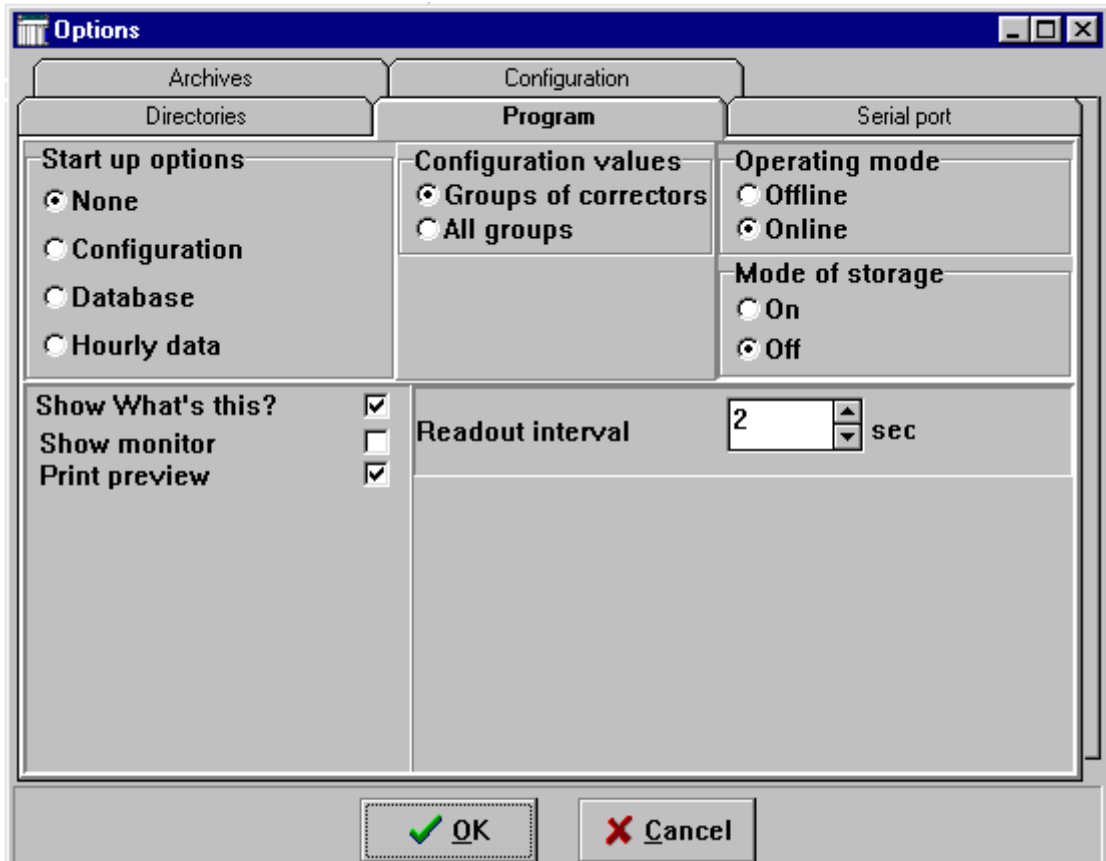 Options
Archives
Configuration
Directories
Program
Serial port
Start up options
None
Configuration
Database
Hourly data
Configuration values
Groups of correctors
All groups
Operating mode
Offline
Online
Mode of storage
On
Off
Show What's this?
Show monitor
Print preview
Readout interval 2 sec
OK
Cancel